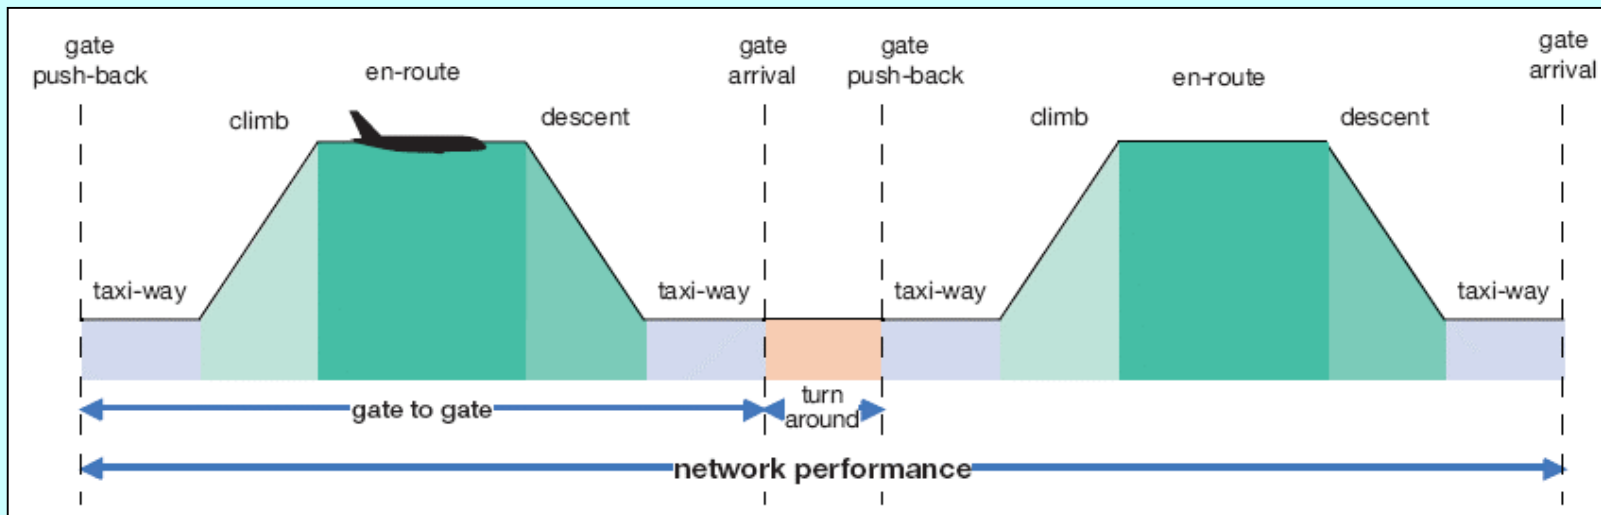 gate
push-back
en-route
climb
descent
gate
arrival
gate
push-back
en-route
climb
descent
gate
arrival
taxi-way
taxi-way
taxi-way
taxi-way
gate to gate
turn
around
network performance